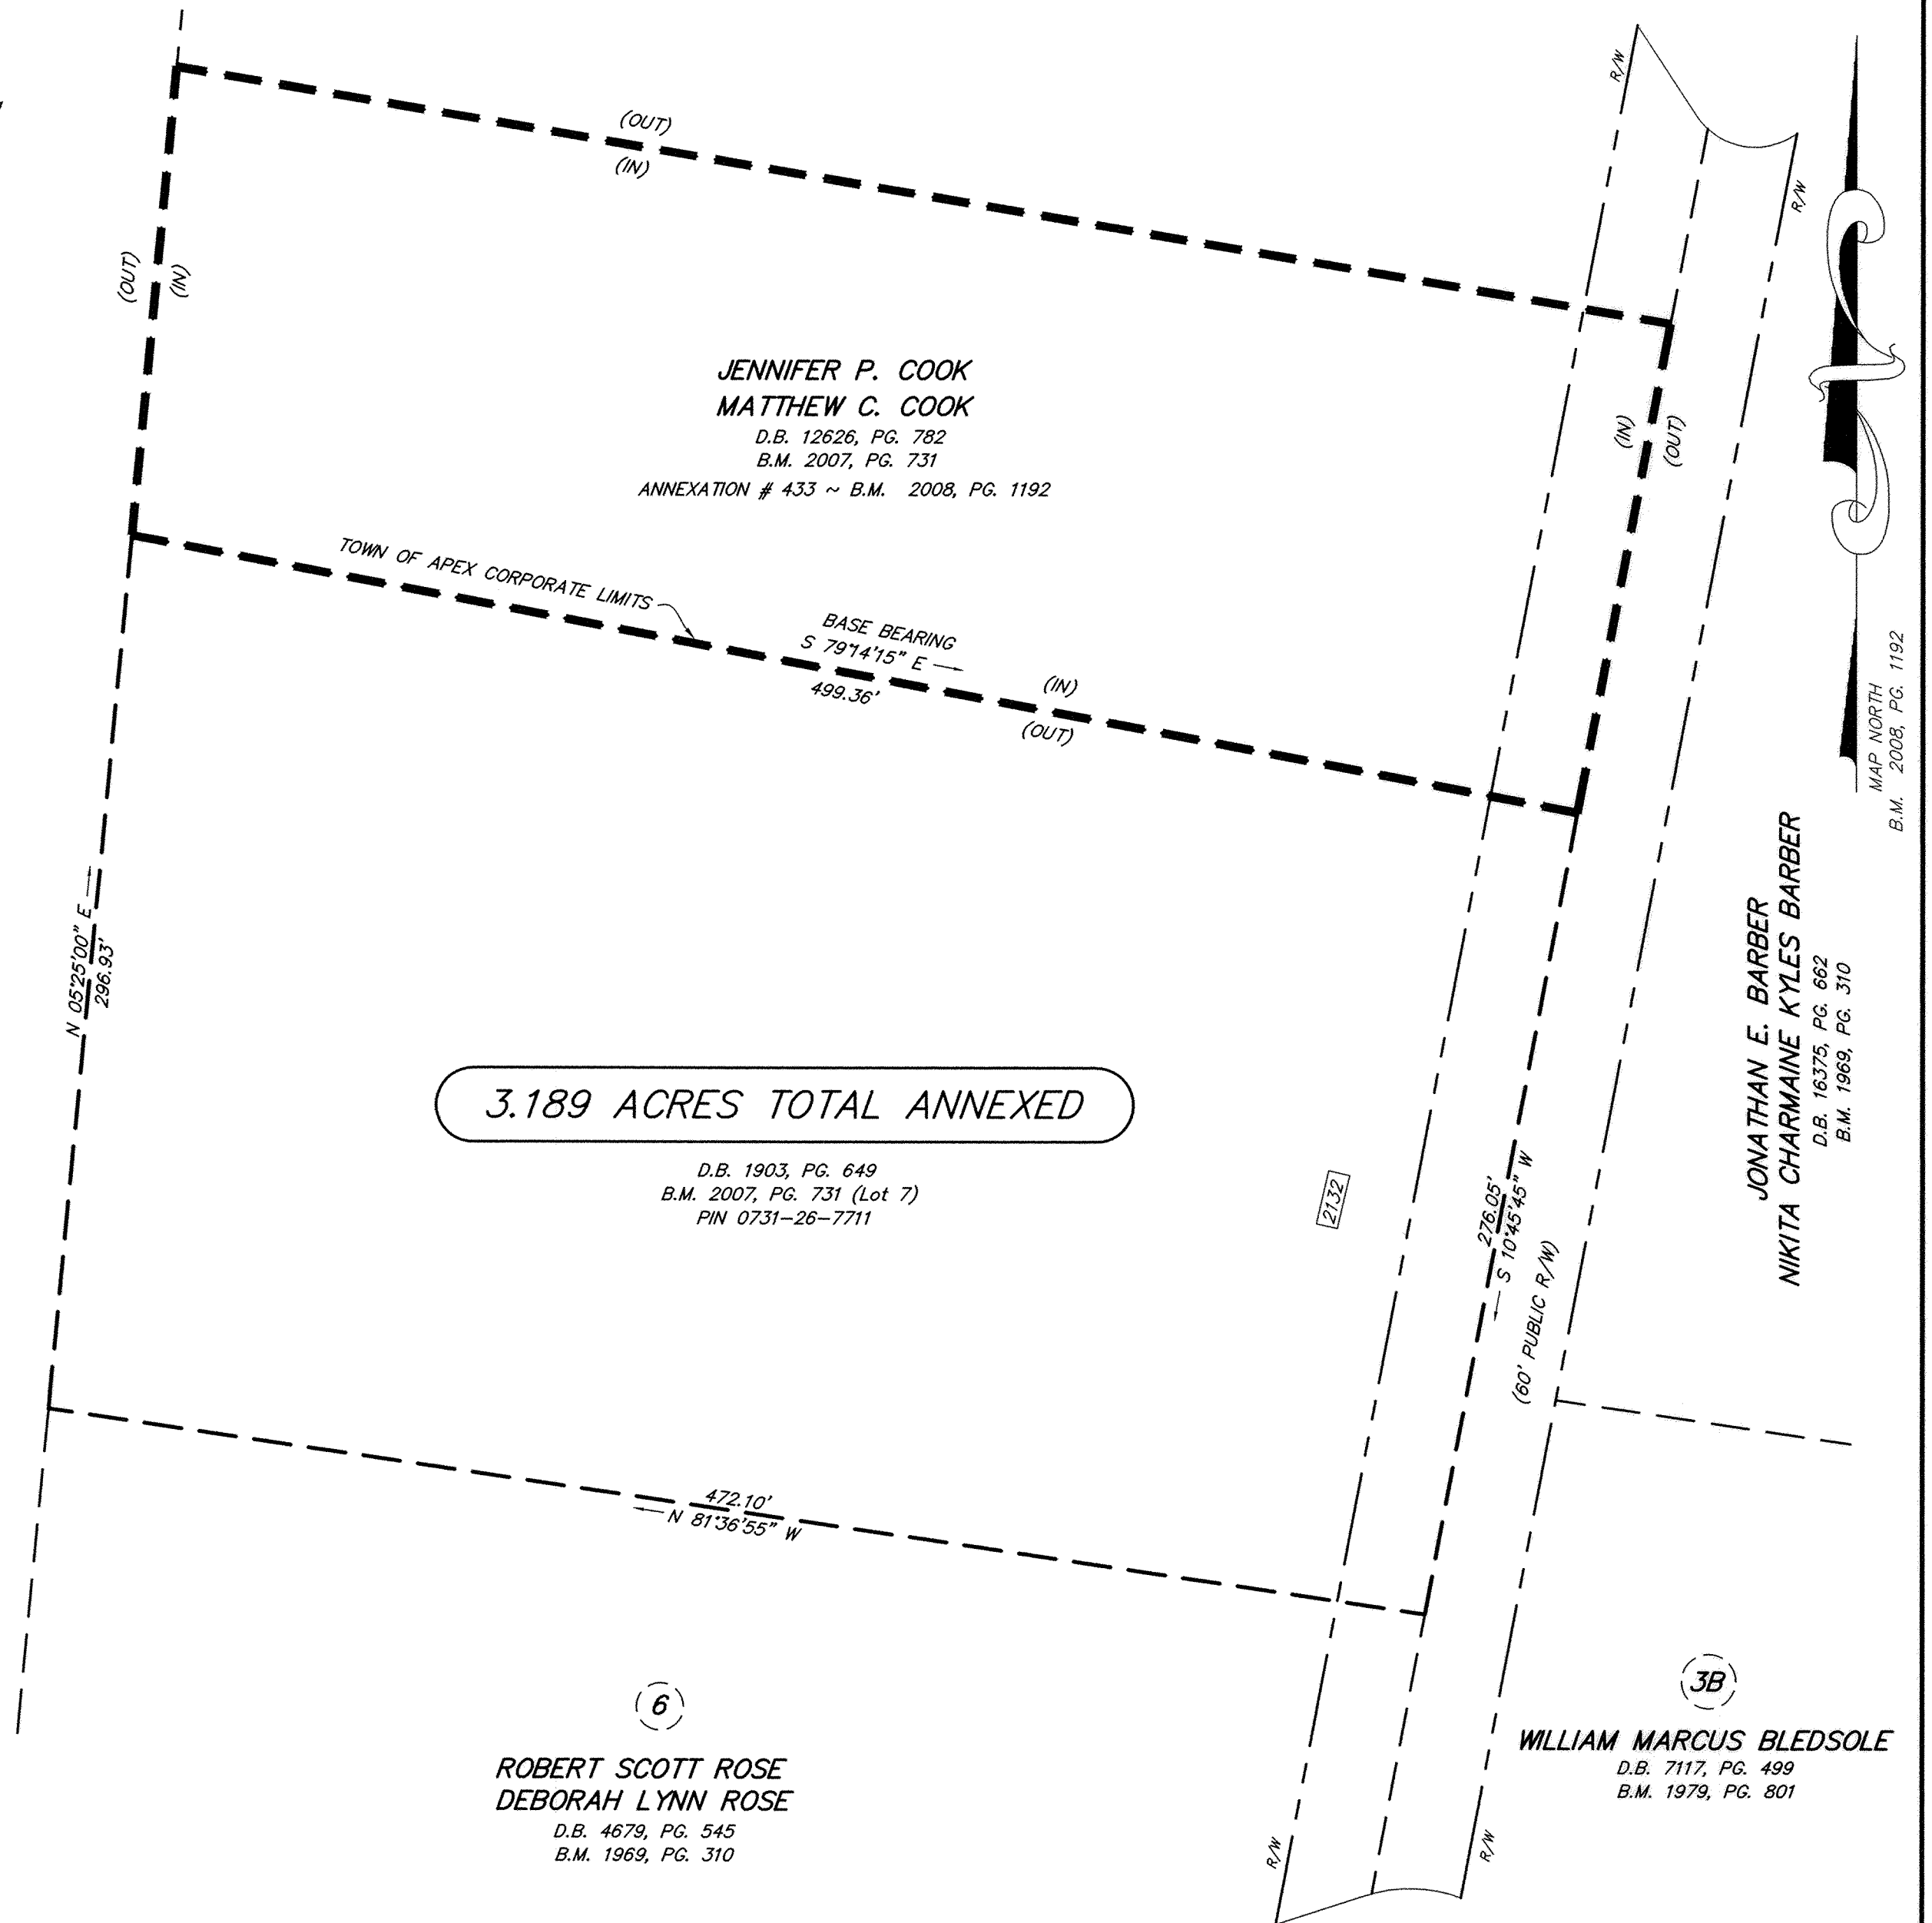 R/W
R/W
(OUT)
(IN)
(OUT)
(IN)
JENNIFER P. COOK
MATTHEW C. COOK
D.B. 12626, PG. 782
B.M. 2007, PG. 731
ANNEXATION # 433 ~ B.M. 2008, PG. 1192
(IN)
(OUT)
TOWN OF APEX CORPORATE LIMITS
BASE BEARING
S 79°14'15" E
499.36'
(IN)
(OUT)
MAP NORTH
B.M. 2008, PG. 1192
N 05°25'00" E
296.93'
JONATHAN E. BARBER
NIKITA CHARMAINE KYLES BARBER
D.B. 16375, PG. 662
B.M. 1969, PG. 310
3.189 ACRES TOTAL ANNEXED
D.B. 1903, PG. 649
B.M. 2007, PG. 731 (Lot 7)
PIN 0731-26-7711
2132
276.05'
S 10°45'45" W
(60' PUBLIC R/W)
472.10'
N 81°36'55" W
6
ROBERT SCOTT ROSE
DEBORAH LYNN ROSE
D.B. 4679, PG. 545
B.M. 1969, PG. 310
3B
WILLIAM MARCUS BLEDSOLE
D.B. 7117, PG. 499
B.M. 1979, PG. 801
R/W
R/W